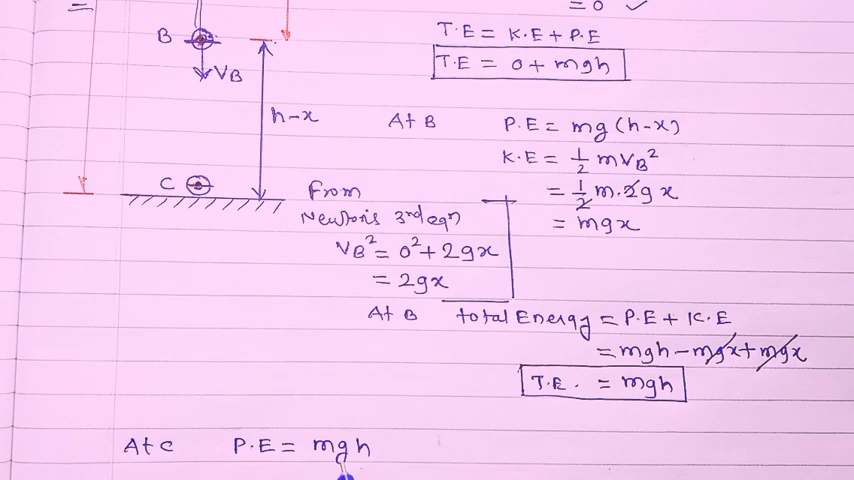 = 0 ✓
T.E = K.E + P.E
T.E = 0 + mgh
B
VB
h-x
C
At B P.E = mg (h-x)
K.E = 1/2 mVB²
= 1/2 m.2gx
= mgx
From
Newton's 3rd eqn
VB² = 0² + 2gx
= 2gx
At B total Energy = P.E + K.E
= mgh - mgx + mgx
T.E. = mgh
At C P.E = mgh